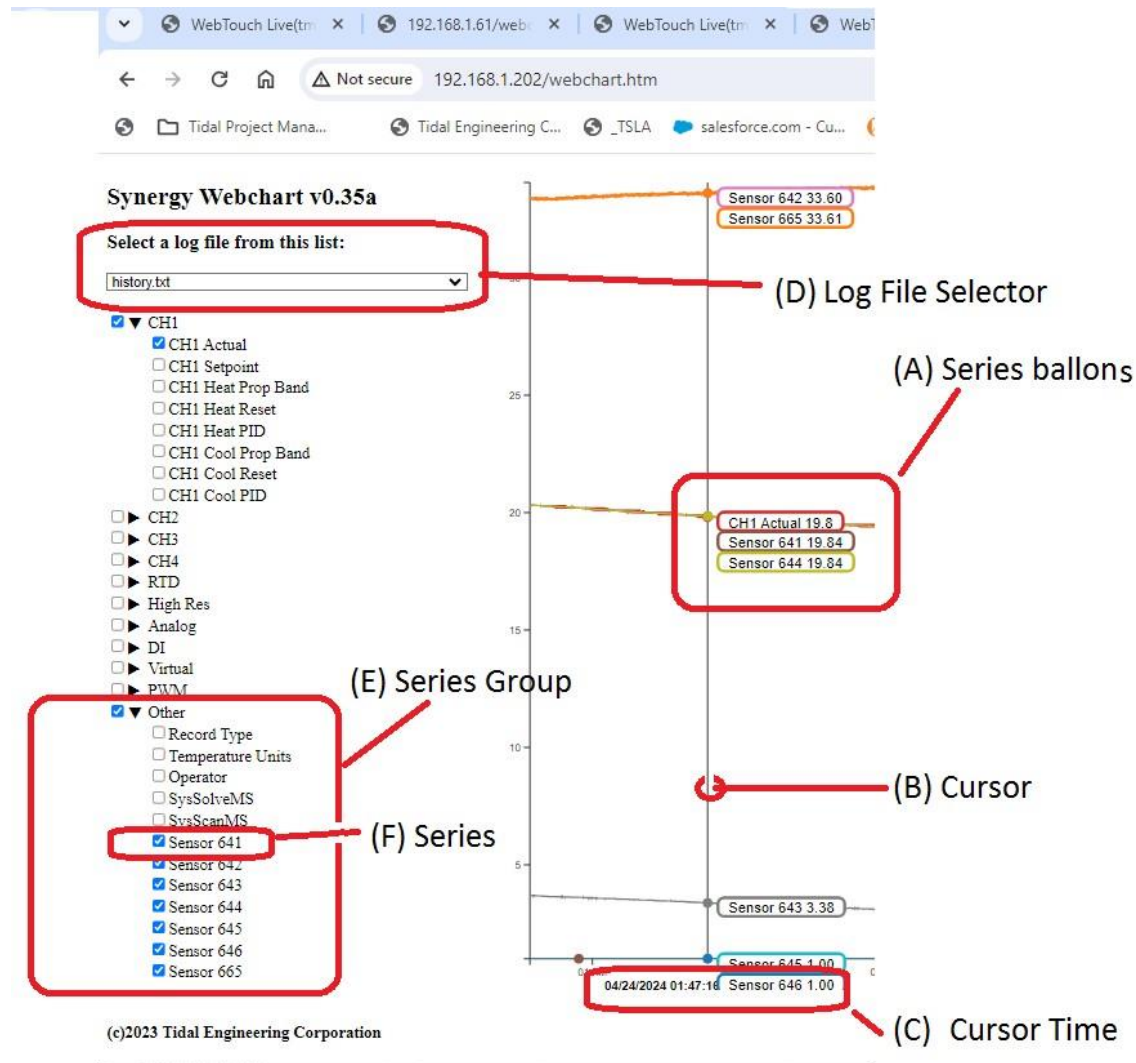 WebTouch Live(tm
192.168.1.61/webc
WebTouch Live(tm
WebT
Not secure
192.168.1.202/webchart.htm
Tidal Project Mana...
Tidal Engineering C...
_TSLA
salesforce.com - Cu...
Synergy Webchart v0.35a
Select a log file from this list:
history.txt
(D) Log File Selector
CH1
CH1 Actual
CH1 Setpoint
CH1 Heat Prop Band
CH1 Heat Reset
CH1 Heat PID
CH1 Cool Prop Band
CH1 Cool Reset
CH1 Cool PID
CH2
CH3
CH4
RTD
High Res
Analog
DI
Virtual
PWM
Other
Record Type
Temperature Units
Operator
SysSolveMS
SysScanMS
Sensor 641
Sensor 642
Sensor 643
Sensor 644
Sensor 645
Sensor 646
Sensor 665
(E) Series Group
(F) Series
Sensor 642 33.60
Sensor 665 33.61
25
(A) Series ballons
20
CH1 Actual 19.8
Sensor 641 19.84
Sensor 644 19.84
15
10
(B) Cursor
5
Sensor 643 3.38
Sensor 645 1.00
04/24/2024 01:47:16
Sensor 646 1.00
(C) Cursor Time
(c)2023 Tidal Engineering Corporation